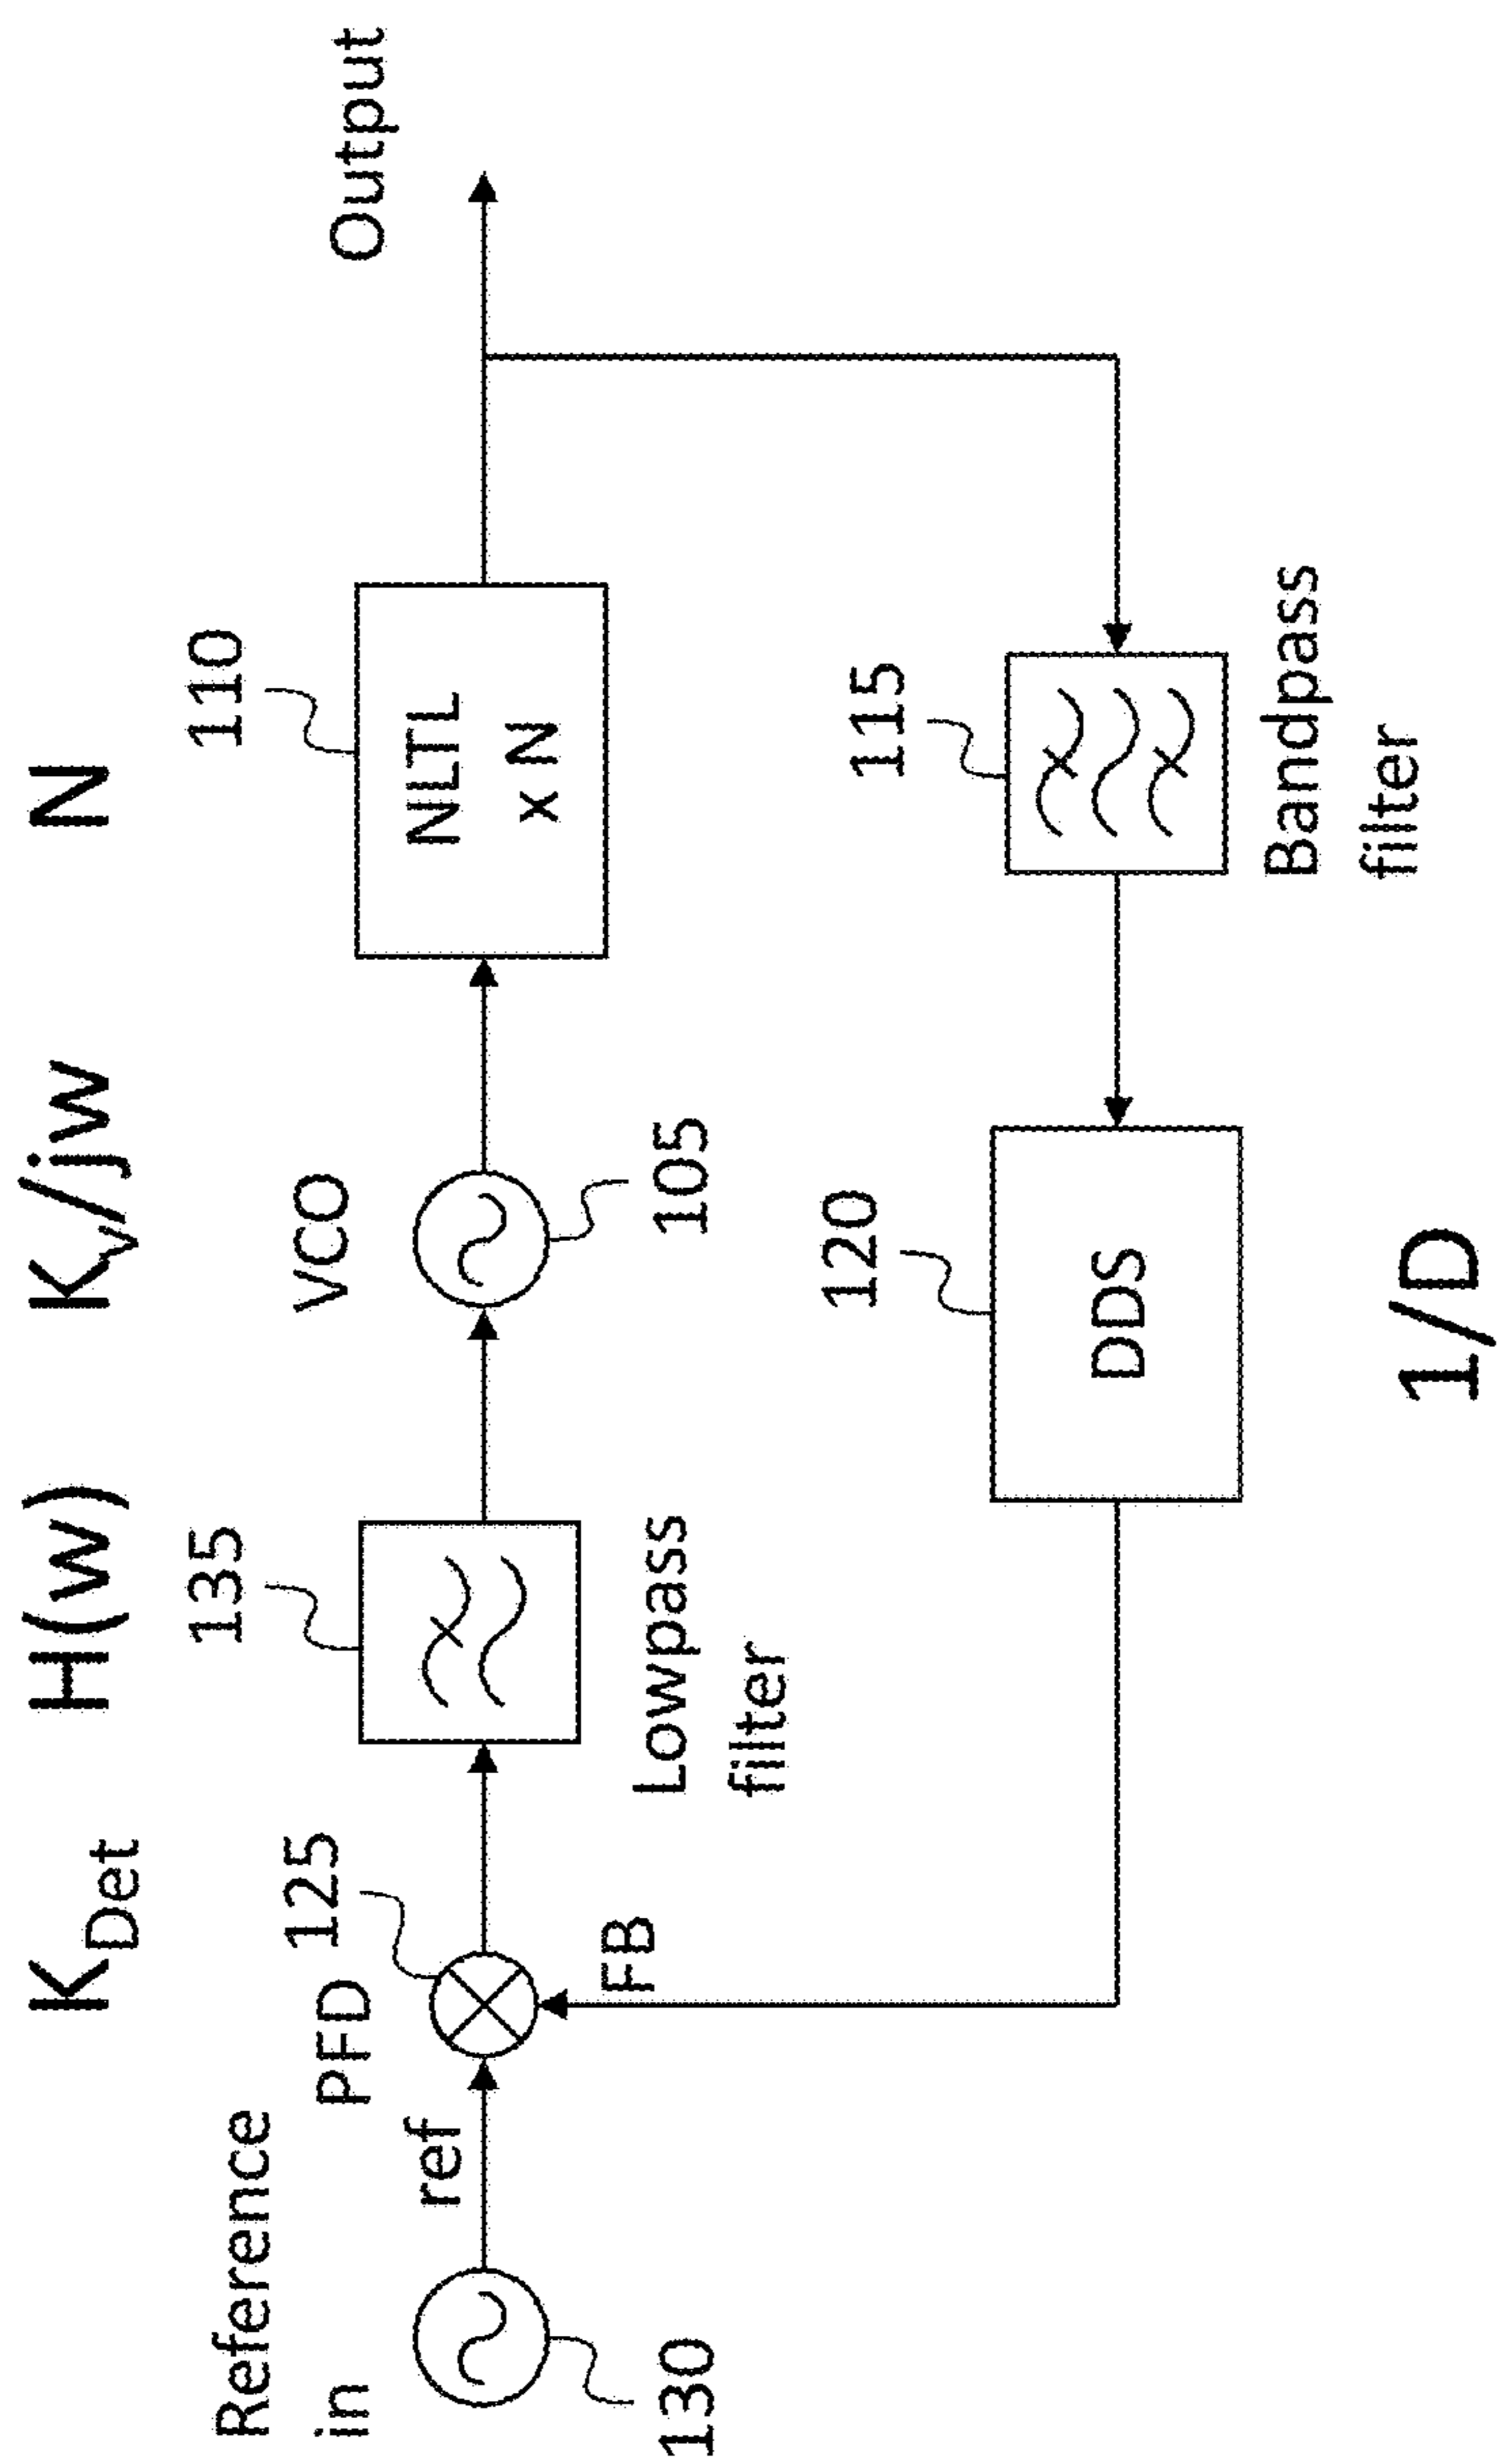 K_Det
H(w)
K_v/jw
N
Reference
in
PFD
125
135
VCO
110
Output
ref
NLTL
x N
FB
130
Lowpass
filter
105
120
115
DDS
Bandpass
filter
1/D